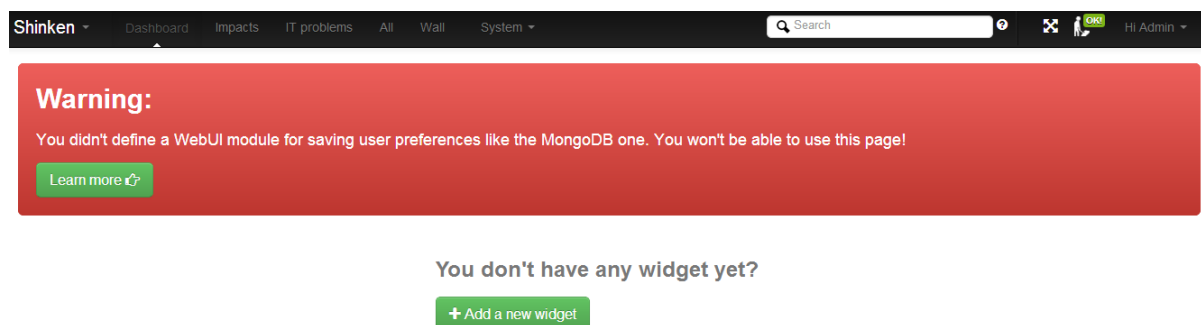 Shinken Dashboard Impacts IT problems All Wall System Search OK! Hi Admin
Warning:
You didn't define a WebUI module for saving user preferences like the MongoDB one. You won't be able to use this page!
Learn more
You don't have any widget yet?
+ Add a new widget